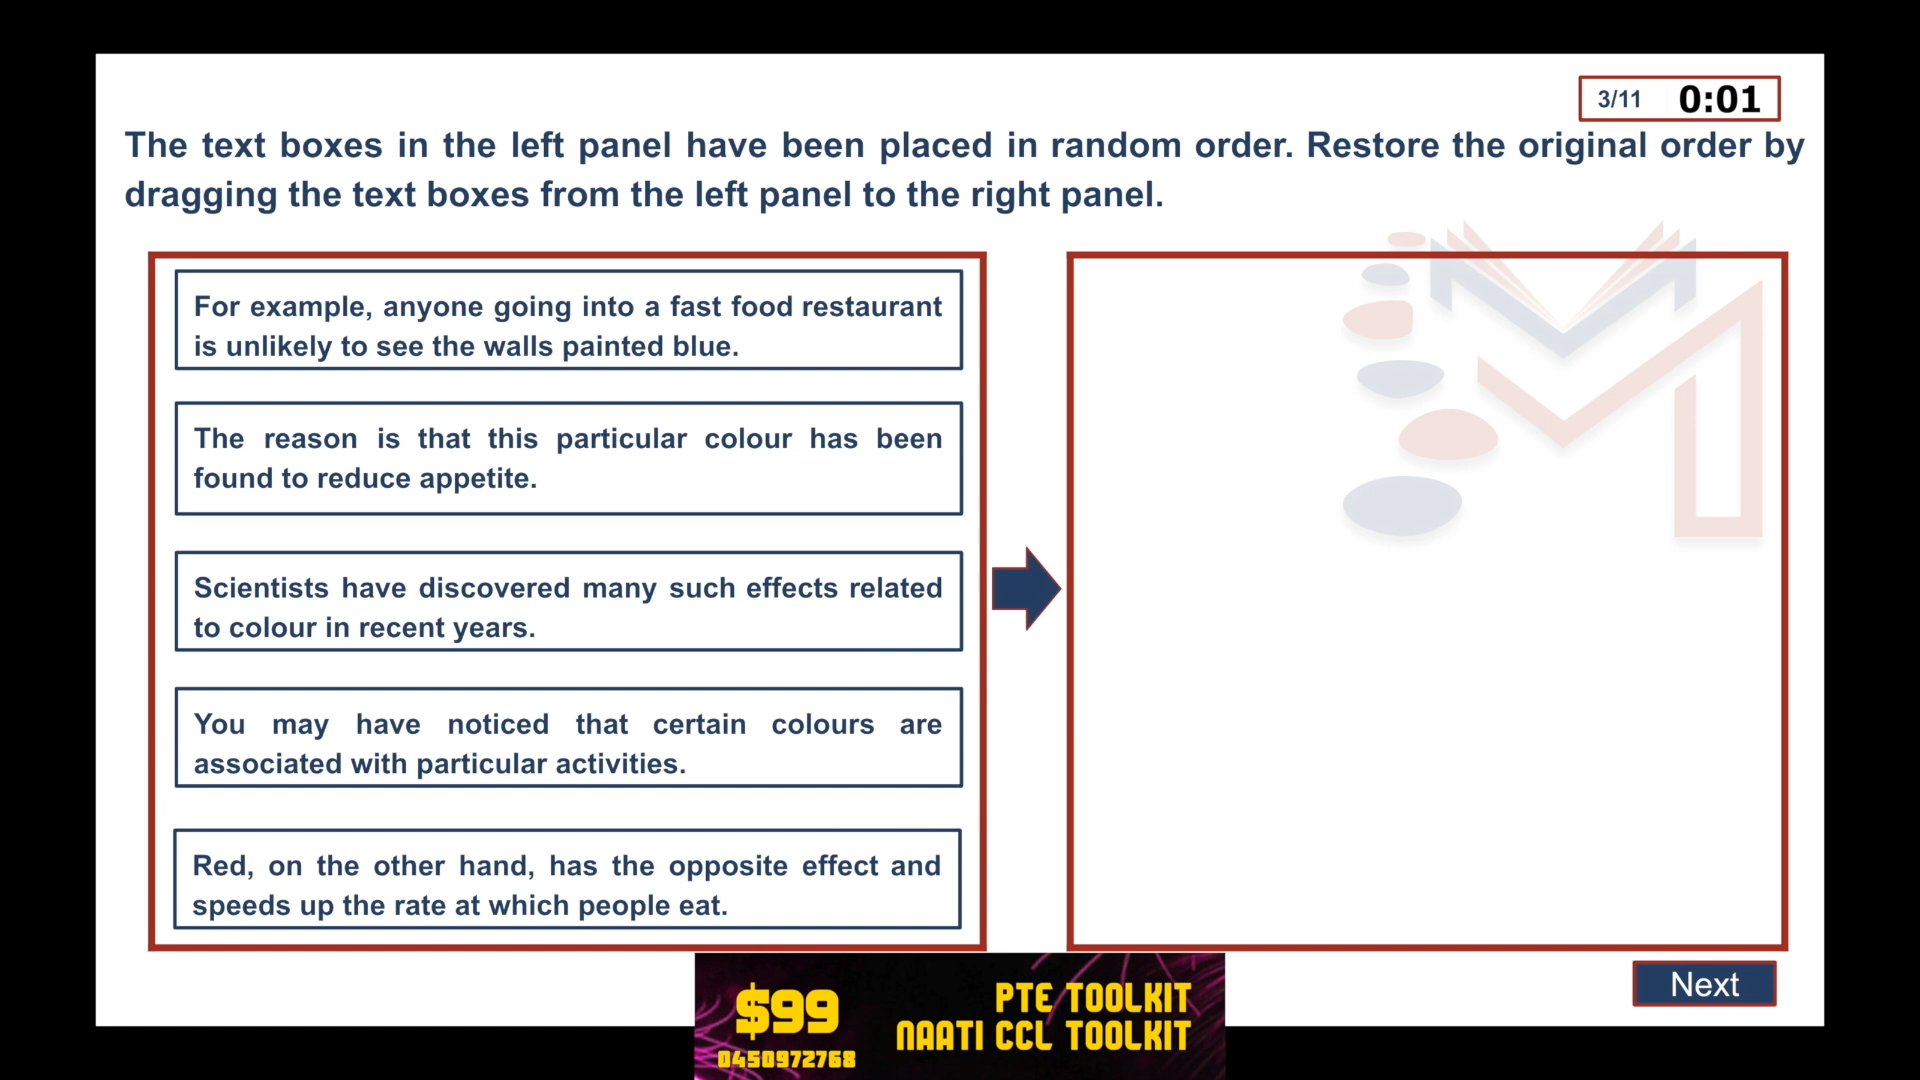 3/11 0:01
The text boxes in the left panel have been placed in random order. Restore the original order by
dragging the text boxes from the left panel to the right panel.
For example, anyone going into a fast food restaurant
is unlikely to see the walls painted blue.
The reason is that this particular colour has been
found to reduce appetite.
Scientists have discovered many such effects related
to colour in recent years.
You may have noticed that certain colours are
associated with particular activities.
Red, on the other hand, has the opposite effect and
speeds up the rate at which people eat.
Next
$99
0450972768
PTE TOOLKIT
NAATI CCL TOOLKIT